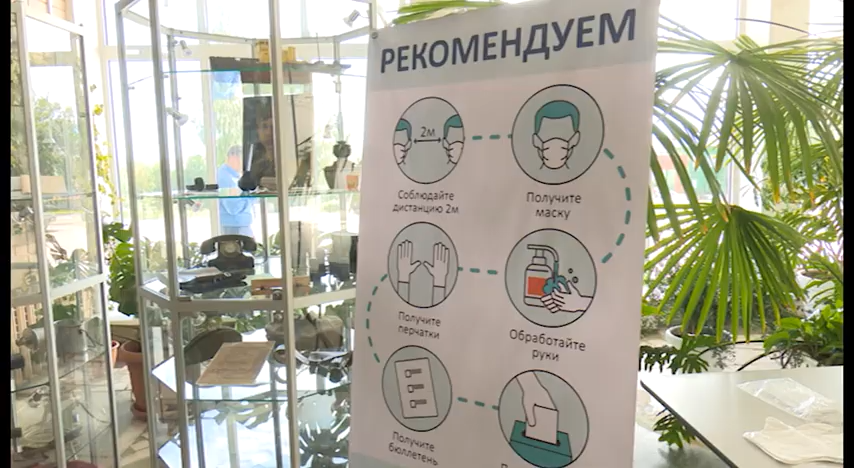 РЕКОМЕНДУЕМ
2м
Соблюдайте
дистанцию 2м
Получите
маску
Получите
перчатки
Обработайте
руки
Получите
бюллетень